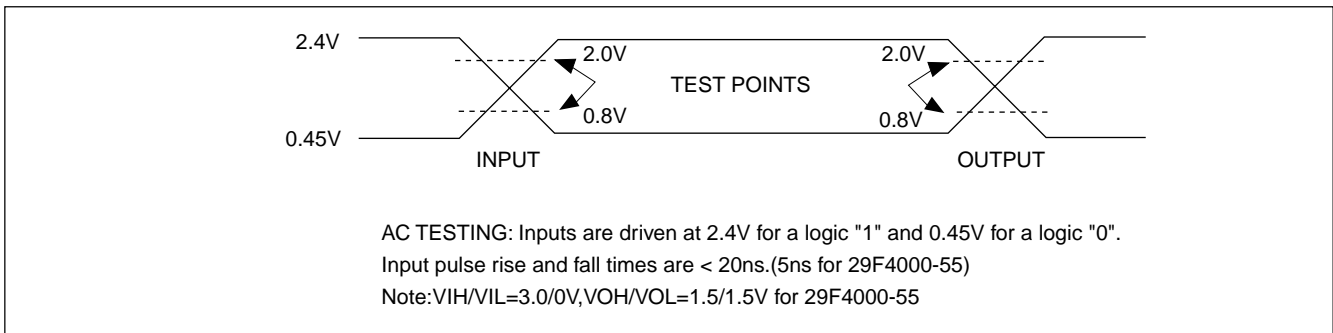 2.4V
2.0V
2.0V
TEST POINTS
0.8V
0.8V
0.45V
INPUT
OUTPUT
AC TESTING: Inputs are driven at 2.4V for a logic "1" and 0.45V for a logic "0".
Input pulse rise and fall times are < 20ns.(5ns for 29F4000-55)
Note:VIH/VIL=3.0/0V,VOH/VOL=1.5/1.5V for 29F4000-55